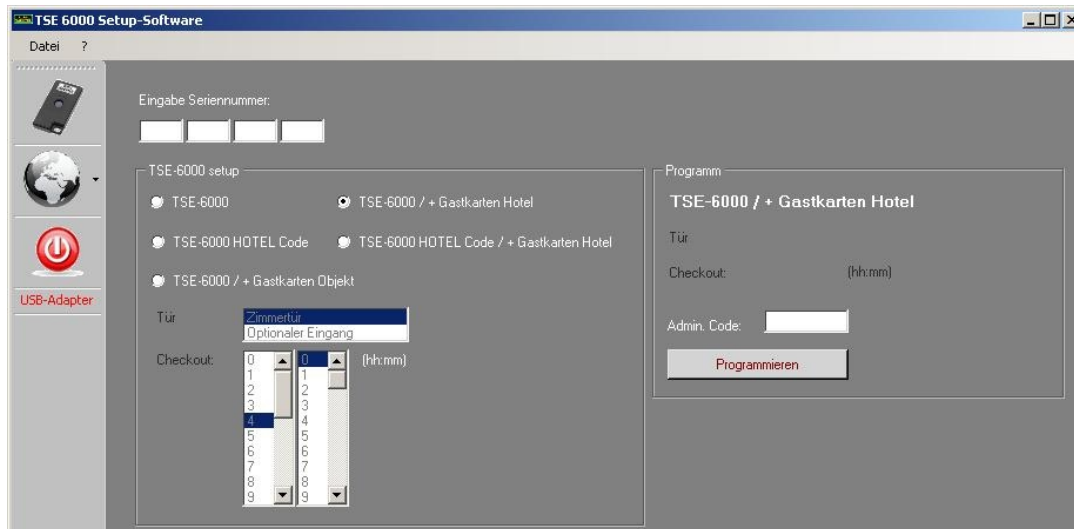 TSE 6000 Setup-Software
Datei ?
Eingabe Seriennummer:
TSE-6000 setup
TSE-6000
TSE-6000 / + Gastkarten Hotel
TSE-6000 HOTEL Code
TSE-6000 HOTEL Code / + Gastkarten Hotel
TSE-6000 / + Gastkarten Objekt
Tür
Zimmertür
Optionaler Eingang
Checkout:
0 0 (hh:mm)
1 1
2 2
3 3
4 4
5 5
6 6
7 7
8 8
9 9
Programm
TSE-6000 / + Gastkarten Hotel
Tür
Checkout: (hh:mm)
Admin. Code:
Programmieren
USB-Adapter